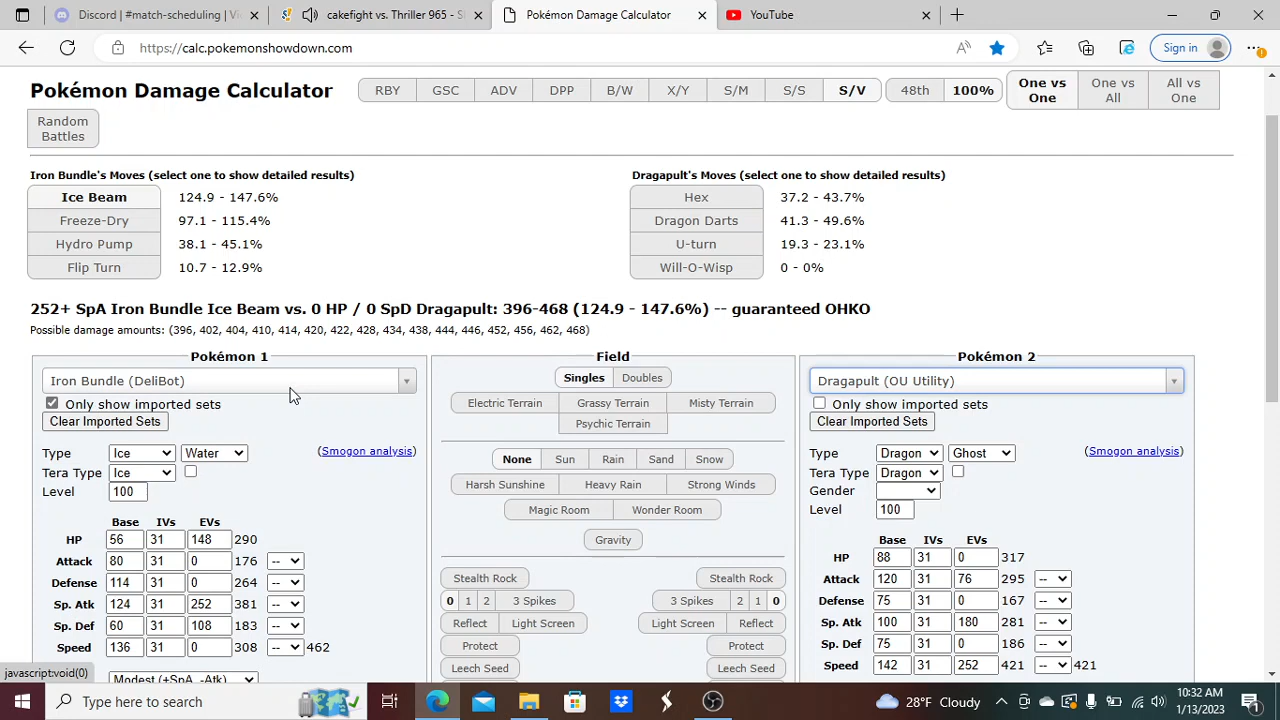 Discord | #match-scheduling | Vi
cakefight vs. Thriller 965 - S
Pokémon Damage Calculator
YouTube
https://calc.pokemonshowdown.com
Sign in
Pokémon Damage Calculator
RBY GSC ADV DPP B/W X/Y S/M S/S S/V
48th 100%
One vs One
One vs All
All vs One
Random Battles
Iron Bundle's Moves (select one to show detailed results)
Ice Beam 124.9 - 147.6%
Freeze-Dry 97.1 - 115.4%
Hydro Pump 38.1 - 45.1%
Flip Turn 10.7 - 12.9%
Dragapult's Moves (select one to show detailed results)
Hex 37.2 - 43.7%
Dragon Darts 41.3 - 49.6%
U-turn 19.3 - 23.1%
Will-O-Wisp 0 - 0%
252+ SpA Iron Bundle Ice Beam vs. 0 HP / 0 SpD Dragapult: 396-468 (124.9 - 147.6%) -- guaranteed OHKO
Possible damage amounts: (396, 402, 404, 410, 414, 420, 422, 428, 434, 438, 444, 446, 452, 456, 462, 468)
Pokémon 1
Iron Bundle (DeliBot)
Only show imported sets
Clear Imported Sets
Type Ice Water
(Smogon analysis)
Tera Type Ice
Level 100
Base IVs EVs
HP 56 31 148 290
Attack 80 31 0 176 --
Defense 114 31 0 264 --
Sp. Atk 124 31 252 381 --
Sp. Def 60 31 108 183 --
Speed 136 31 0 308 -- 462
Modest (+SpA, -Atk)
javascript:void(0)
Field
Singles Doubles
Electric Terrain Grassy Terrain Misty Terrain
Psychic Terrain
None Sun Rain Sand Snow
Harsh Sunshine Heavy Rain Strong Winds
Magic Room Wonder Room
Gravity
Stealth Rock Stealth Rock
0 1 2 3 Spikes 3 Spikes 2 1 0
Reflect Light Screen Light Screen Reflect
Protect Protect
Leech Seed Leech Seed
Pokémon 2
Dragapult (OU Utility)
Only show imported sets
Clear Imported Sets
Type Dragon Ghost
(Smogon analysis)
Tera Type Dragon
Gender
Level 100
Base IVs EVs
HP 88 31 0 317
Attack 120 31 76 295 --
Defense 75 31 0 167 --
Sp. Atk 100 31 180 281 --
Sp. Def 75 31 0 186 --
Speed 142 31 252 421 -- 421
Type here to search
28°F Cloudy
10:32 AM
1/13/2023
1